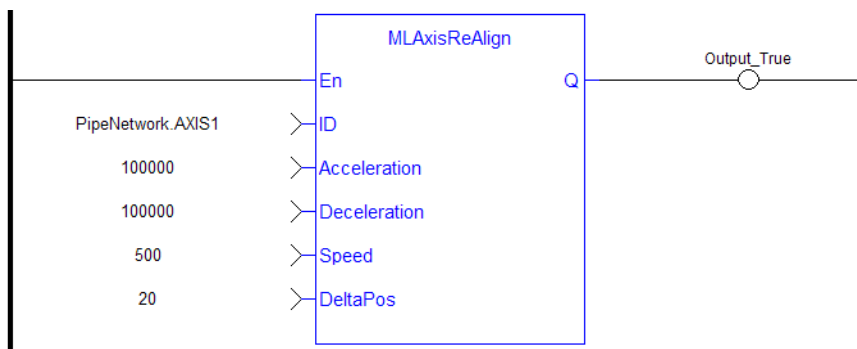 MLAxisReAlign
Output_True
En
Q
PipeNetwork.AXIS1
ID
100000
Acceleration
100000
Deceleration
500
Speed
20
DeltaPos